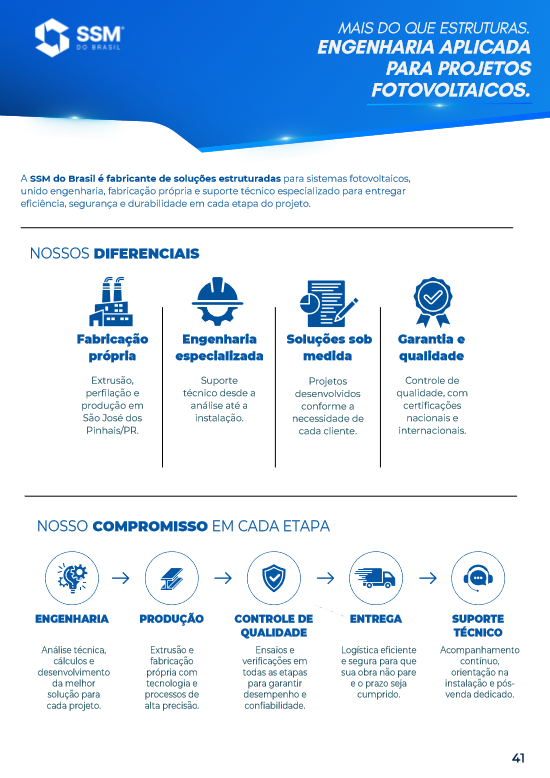 SSM
DO BRASIL
MAIS DO QUE ESTRUTURAS.
ENGENHARIA APLICADA
PARA PROJETOS
FOTOVOLTAICOS.
A SSM do Brasil é fabricante de soluções estruturadas para sistemas fotovoltaicos,
unido engenharia, fabricação própria e suporte técnico especializado para entregar
eficiência, segurança e durabilidade em cada etapa do projeto.
NOSSOS DIFERENCIAIS
Fabricação
própria
Extrusão,
perfilação e
produção em
São José dos
Pinhais/PR.
Engenharia
especializada
Suporte
técnico desde a
análise até a
instalação.
Soluções sob
medida
Projetos
desenvolvidos
conforme a
necessidade de
cada cliente.
Garantia e
qualidade
Controle de
qualidade, com
certificações
nacionais e
internacionais.
NOSSO COMPROMISSO EM CADA ETAPA
ENGENHARIA
Análise técnica,
cálculos e
desenvolvimento
da melhor
solução para
cada projeto.
PRODUÇÃO
Extrusão e
fabricação
própria com
tecnologia e
processos de
alta precisão.
CONTROLE DE
QUALIDADE
Ensaios e
verificações em
todas as etapas
para garantir
desempenho e
confiabilidade.
ENTREGA
Logística eficiente
e segura para que
sua obra não pare
e o prazo seja
cumprido.
SUPORTE
TÉCNICO
Acompanhamento
contínuo,
orientação na
instalação e pós-
venda dedicado.
41